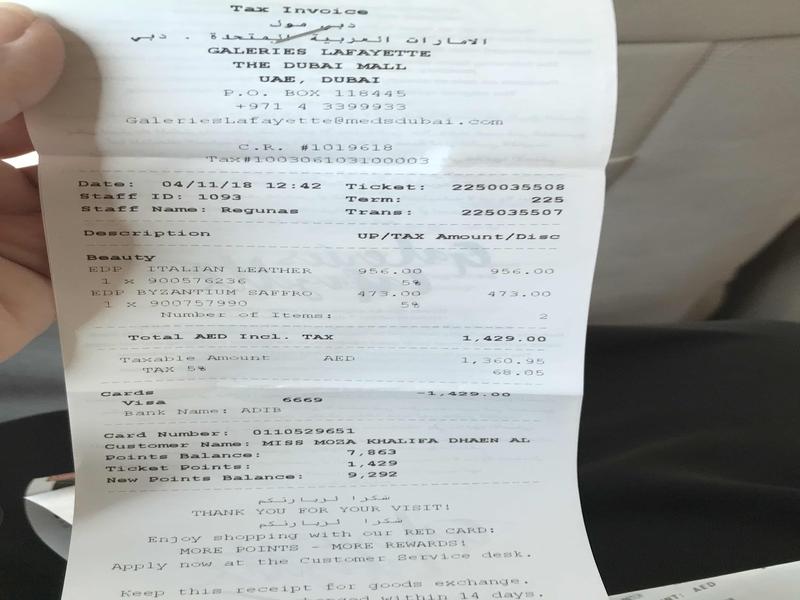 Tax Invoice
دبي مول
الامارات العربية المتحدة . دبي
GALERIES LAFAYETTE
THE DUBAI MALL
UAE, DUBAI
P.O. BOX 118445
+971 4 3399933
GaleriesLafayette@medsdubai.com
C.R. #1019618
Tax#100306103100003
Date: 04/11/18 12:42 Ticket: 2250035508
Staff ID: 1093 Term: 225
Staff Name: Regunas Trans: 225035507
Description UP/TAX Amount/Disc
Beauty
EDP ITALIAN LEATHER 956.00 956.00
1 x 900576236 5%
EDP BYZANTIUM SAFFRO 473.00 473.00
1 x 900757990 5%
Number of Items: 2
Total AED Incl. TAX 1,429.00
Taxable Amount AED 1,360.95
TAX 5% 68.05
Cards -1,429.00
Visa 6669
Bank Name: ADIB
Card Number: 0110529651
Customer Name: MISS MOZA KHALIFA DHAEN AL
Points Balance: 7,863
Ticket Points: 1,429
New Points Balance: 9,292
شكرا لزيارتكم
THANK YOU FOR YOUR VISIT!
شكرا لزيارتكم
Enjoy shopping with our RED CARD:
MORE POINTS - MORE REWARDS!
Apply now at the Customer Service desk.
Keep this receipt for goods exchange.
within 14 days.
AED